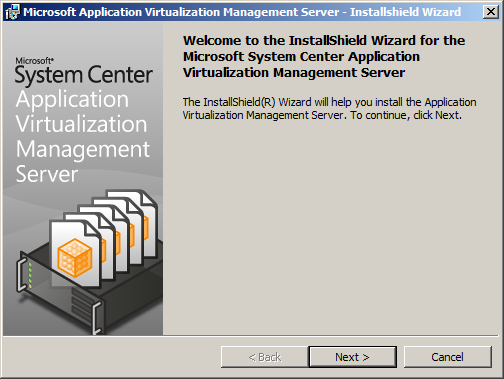 Microsoft Application Virtualization Management Server - Installshield Wizard
Microsoft®
System Center
Application
Virtualization
Management
Server
Welcome to the InstallShield Wizard for the
Microsoft System Center Application
Virtualization Management Server
The InstallShield(R) Wizard will help you install the Application
Virtualization Management Server. To continue, click Next.
< Back
Next >
Cancel